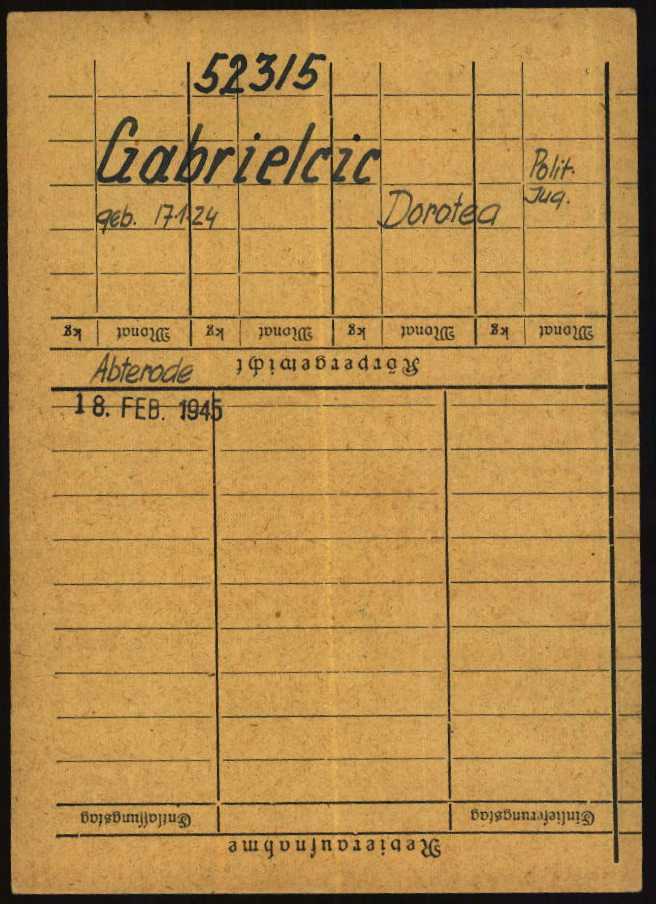 52315
Gabrielcic
Polit.
Jug.
geb. 17.1.24 Dorotea
kg Monat kg Monat kg Monat kg Monat
Abterode Körpergewicht
18. FEB. 1945
Entlassungstag Einlieferungstag
Revieraufnahme